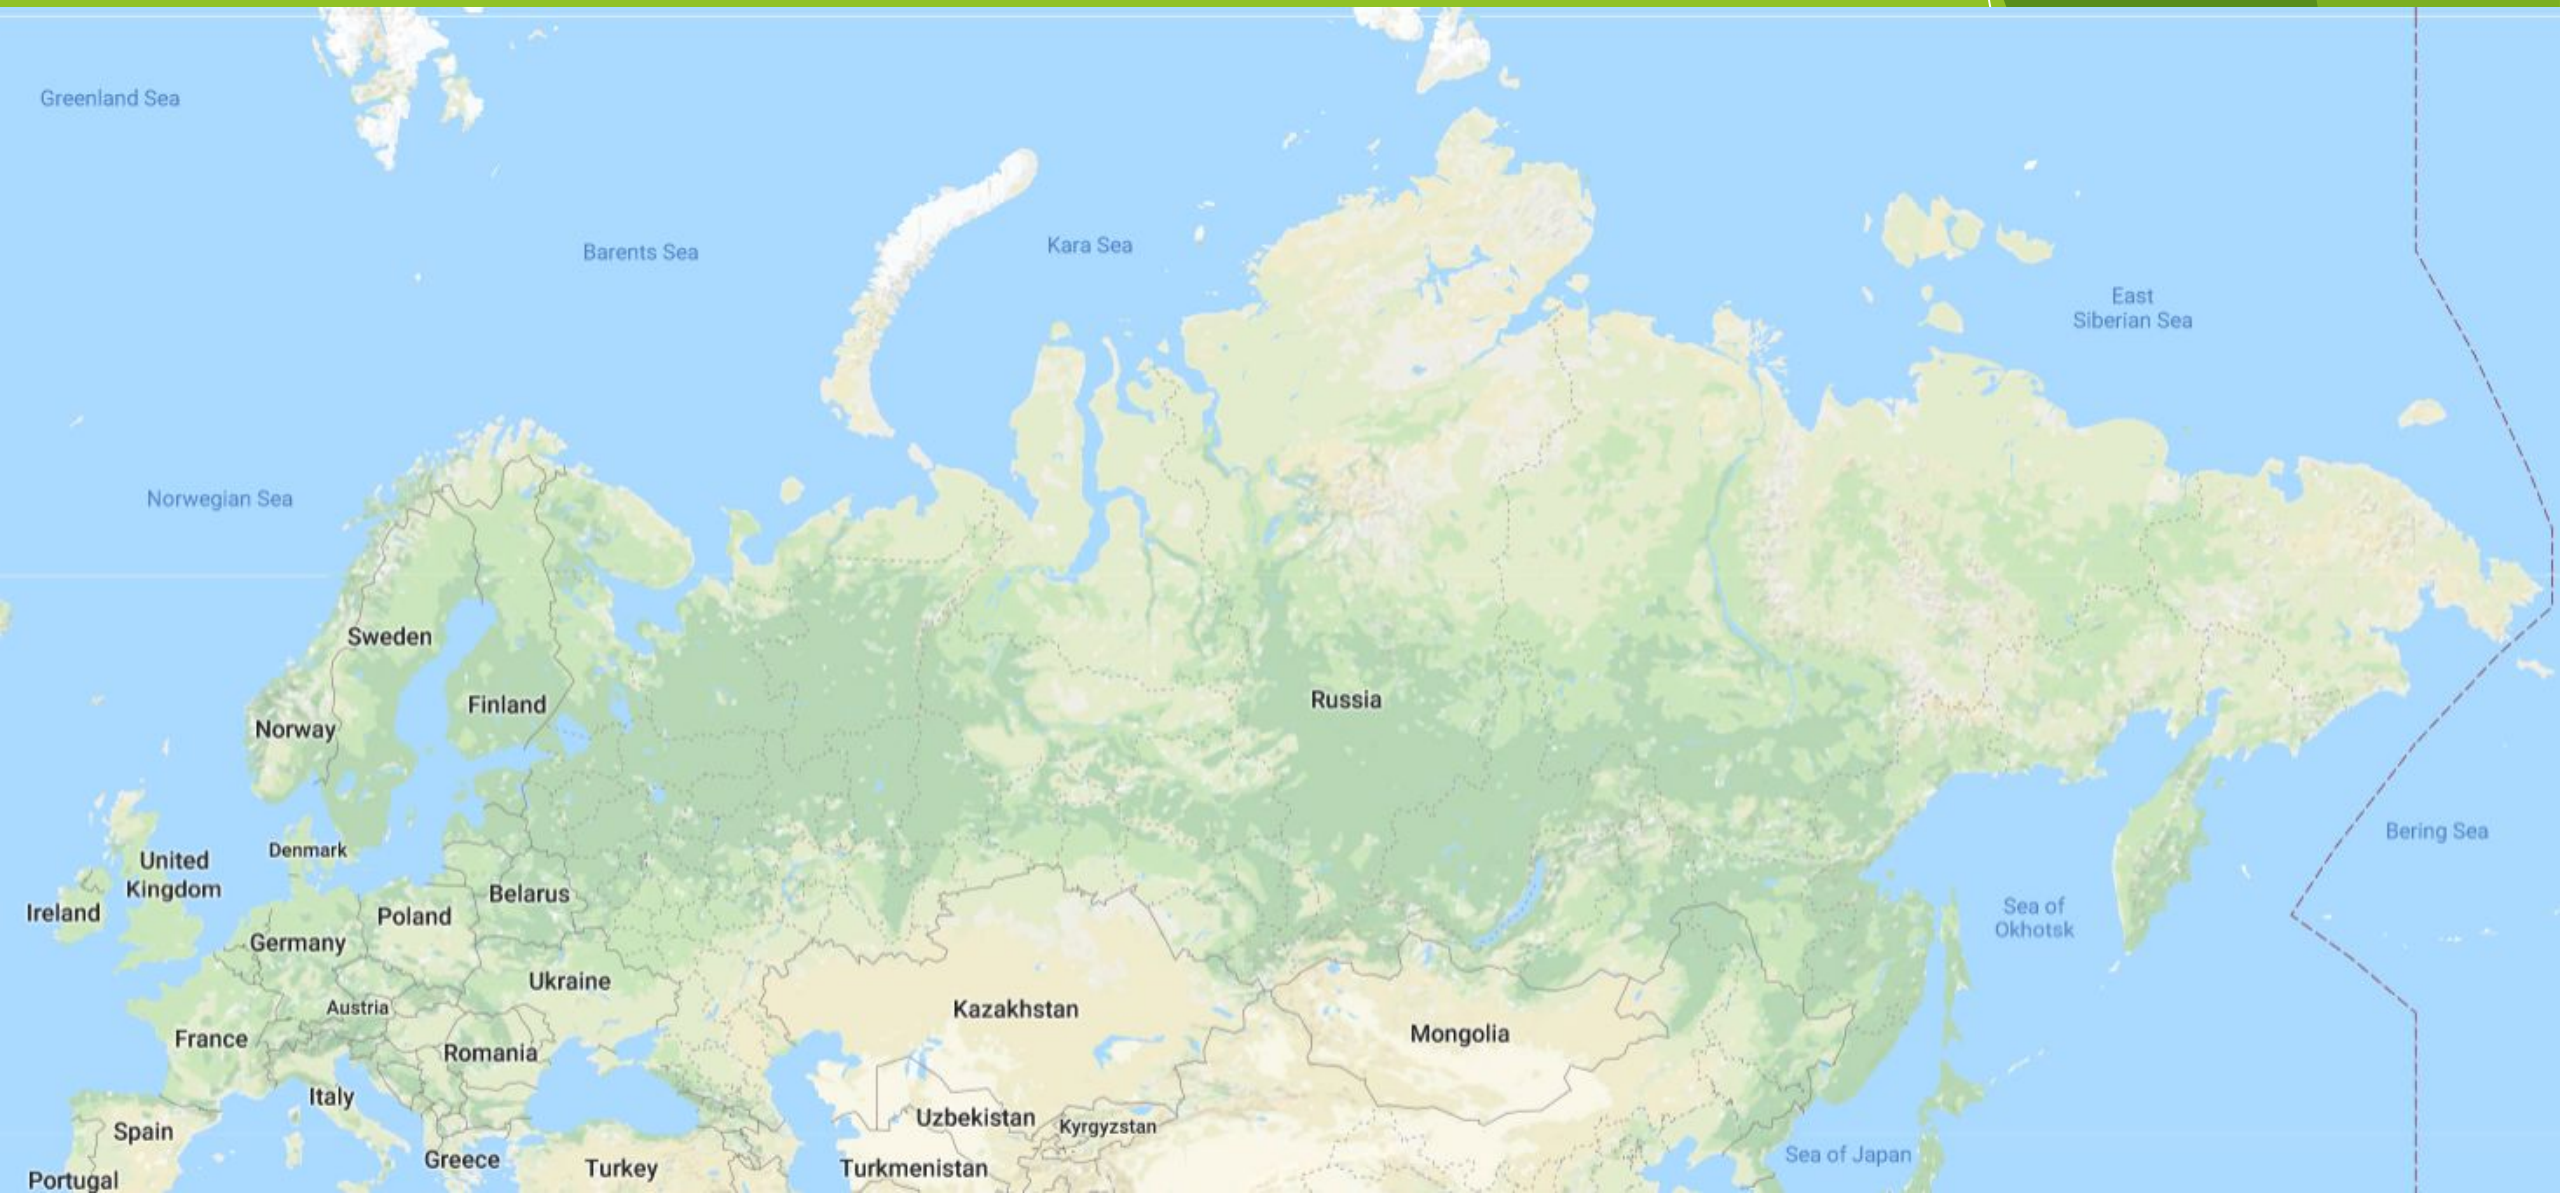 Greenland Sea
Barents Sea
Kara Sea
East
Siberian Sea
Norwegian Sea
Sweden
Finland
Russia
Norway
Bering Sea
Denmark
United
Kingdom
Belarus
Ireland
Poland
Sea of
Okhotsk
Germany
Ukraine
Austria
Kazakhstan
France
Mongolia
Romania
Italy
Uzbekistan
Kyrgyzstan
Spain
Sea of Japan
Greece
Turkey
Turkmenistan
Portugal